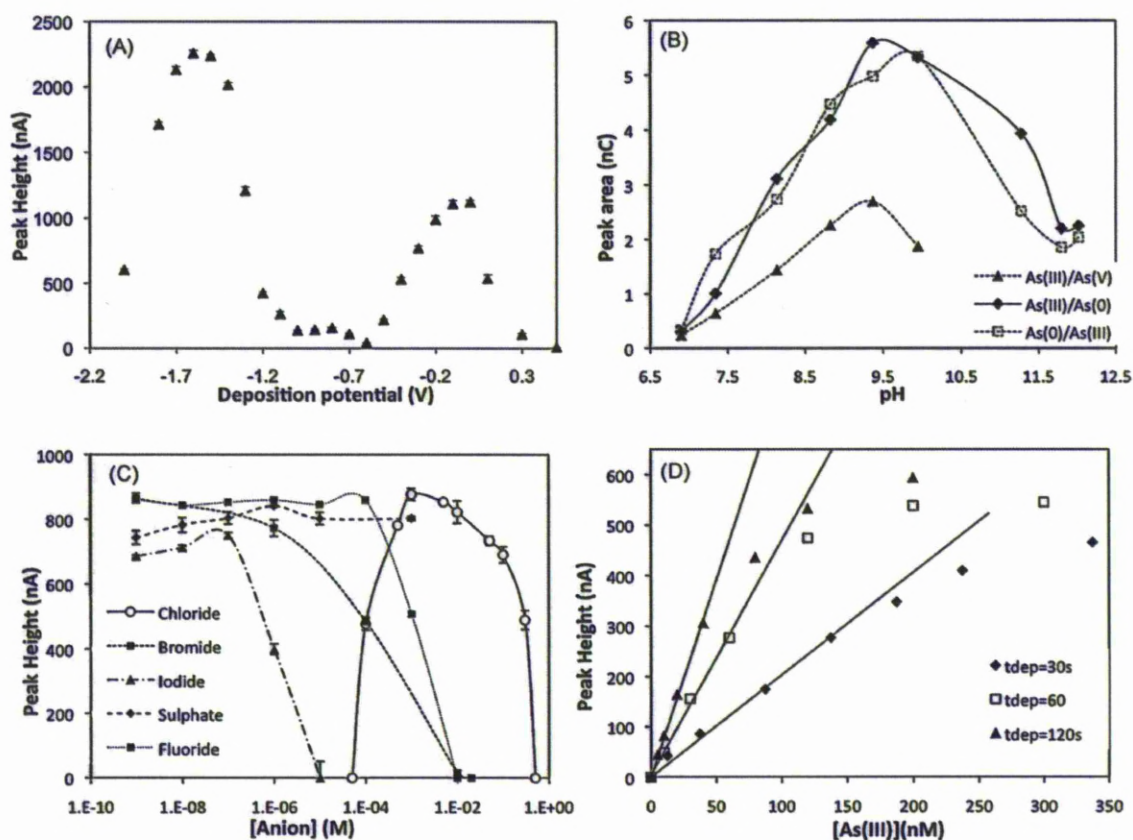 (A)
Peak Height (nA)
2500
2000
1500
1000
500
0
-2.2 -1.7 -1.2 -0.7 -0.2 0.3
Deposition potential (V)
(B)
Peak area (nC)
6
5
4
3
2
1
0
As(III)/As(V)
As(III)/As(0)
As(0)/As(III)
6.5 7.5 8.5 9.5 10.5 11.5 12.5
pH
(C)
Peak Height (nA)
1000
800
600
400
200
0
Chloride
Bromide
Iodide
Sulphate
Fluoride
1.E-10 1.E-08 1.E-06 1.E-04 1.E-02 1.E+00
[Anion] (M)
(D)
Peak Height (nA)
600
500
400
300
200
100
0
tdep=30s
tdep=60
tdep=120s
0 50 100 150 200 250 300 350
[As(III)](nM)